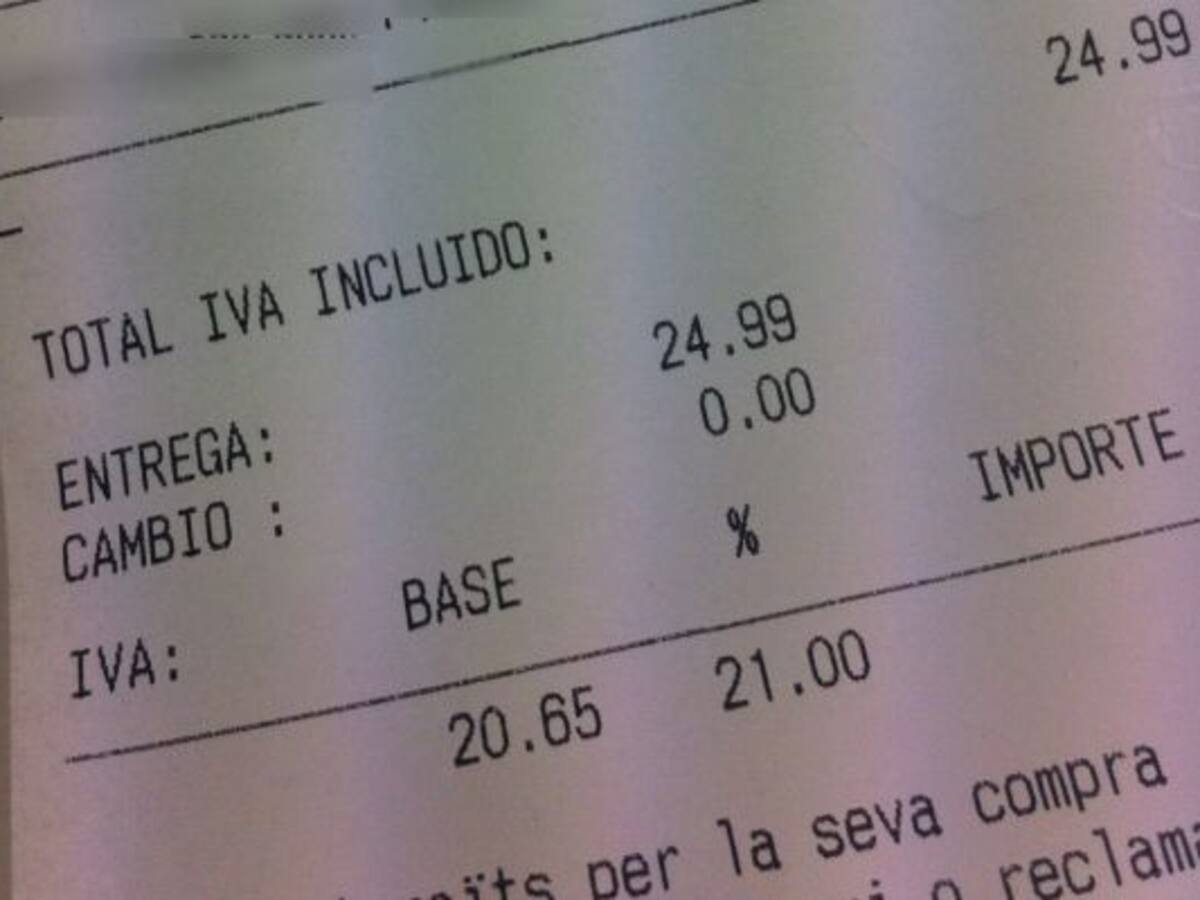 24.99
TOTAL IVA INCLUIDO:
ENTREGA: 24.99
CAMBIO : 0.00
IVA: BASE % IMPORTE
20.65 21.00
per la seva compra
o